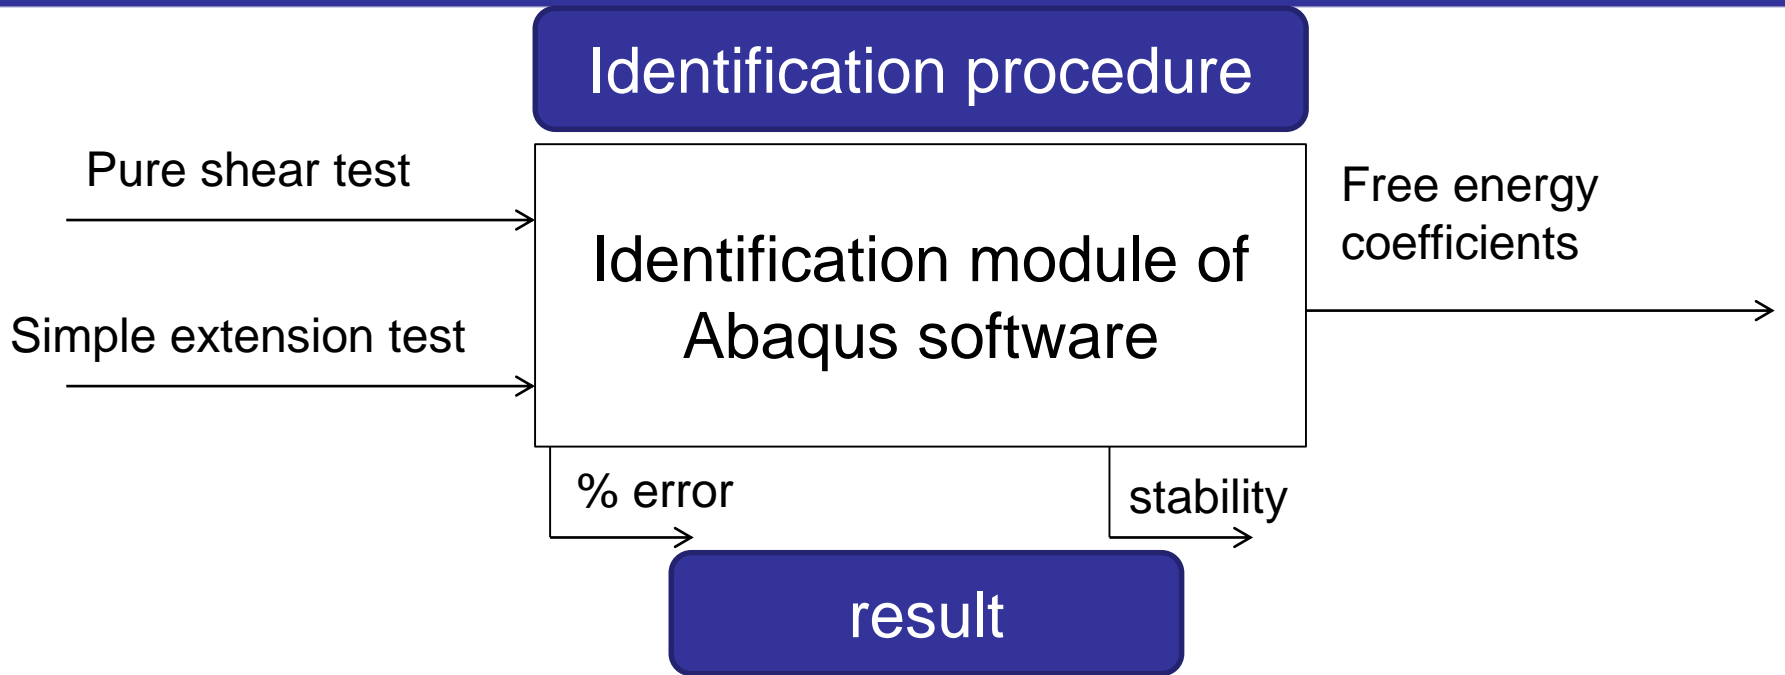 Identification procedure
Pure shear test
Simple extension test
Identification module of
Abaqus software
Free energy
coefficients
% error
stability
result